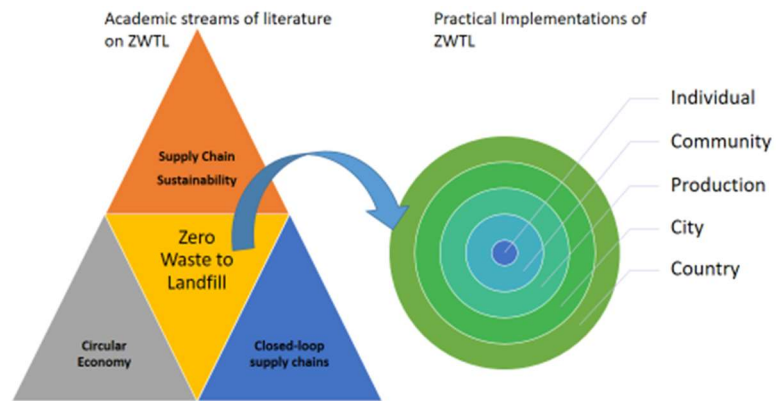 Academic streams of literature
on ZWTL
Practical Implementations of
ZWTL
Supply Chain
Sustainability
Zero
Waste to
Landfill
Circular
Economy
Closed-loop
supply chains
Individual
Community
Production
City
Country